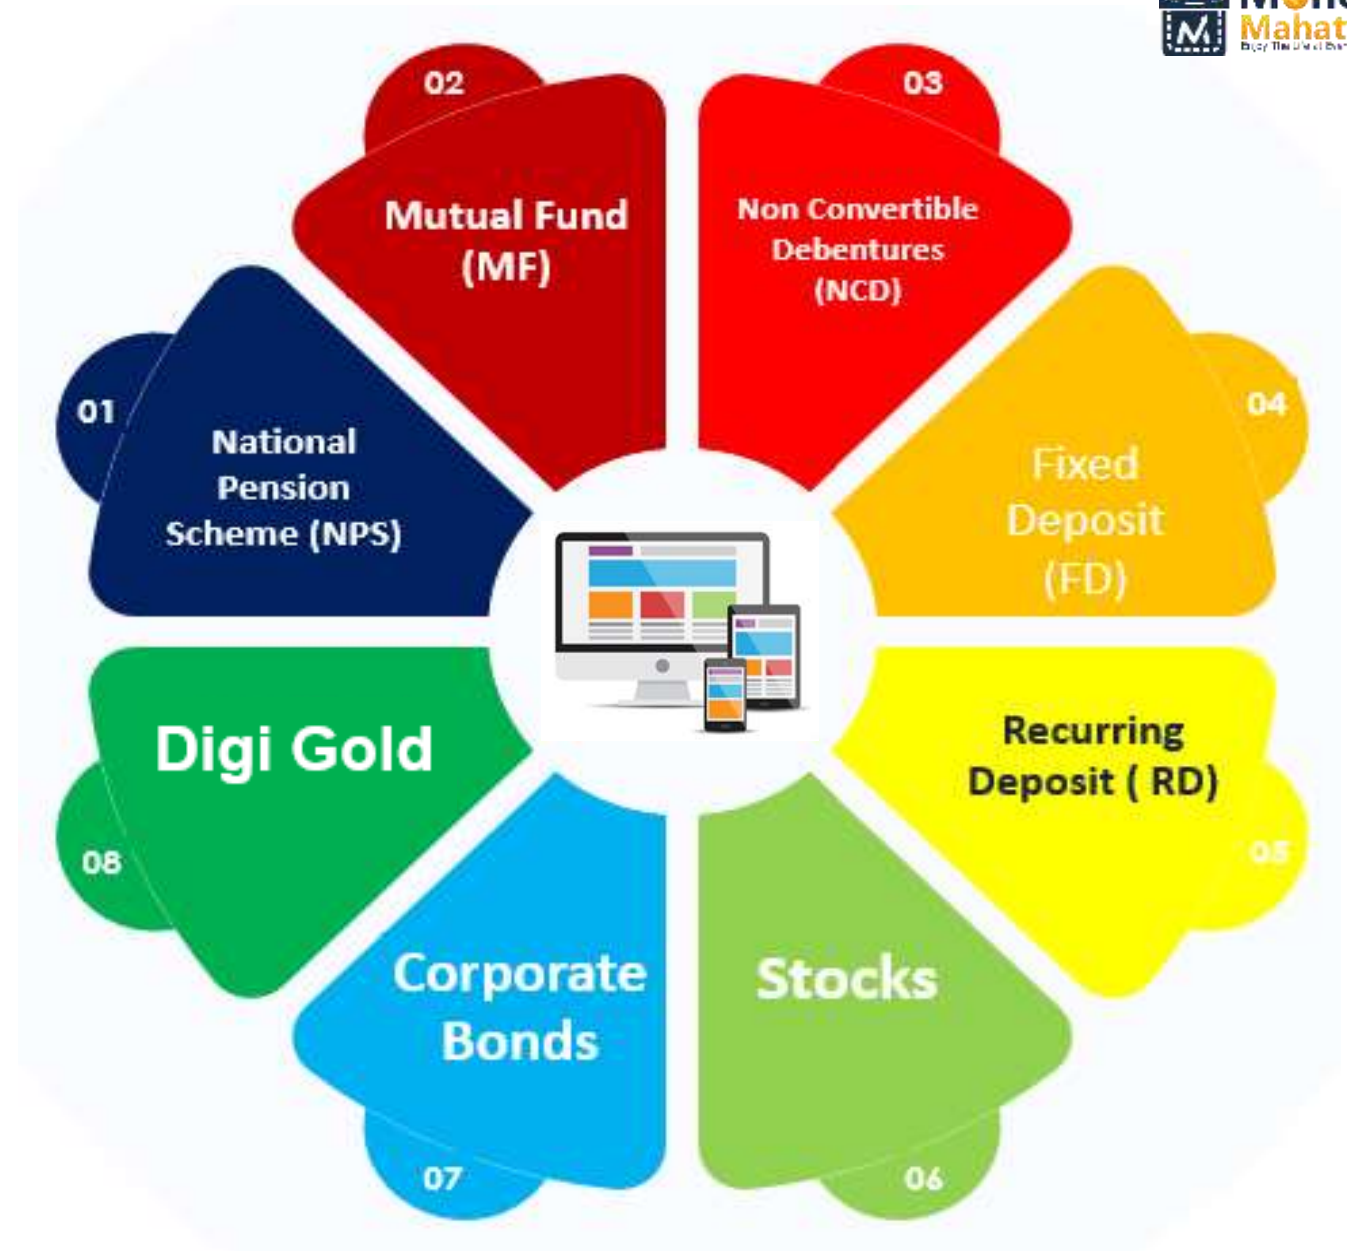 Mahat
02
Mutual Fund
(MF)
03
Non Convertible
Debentures
(NCD)
01
National
Pension
Scheme (NPS)
04
Fixed
Deposit
(FD)
Digi Gold
08
Recurring
Deposit ( RD)
05
Corporate
Bonds
07
Stocks
06